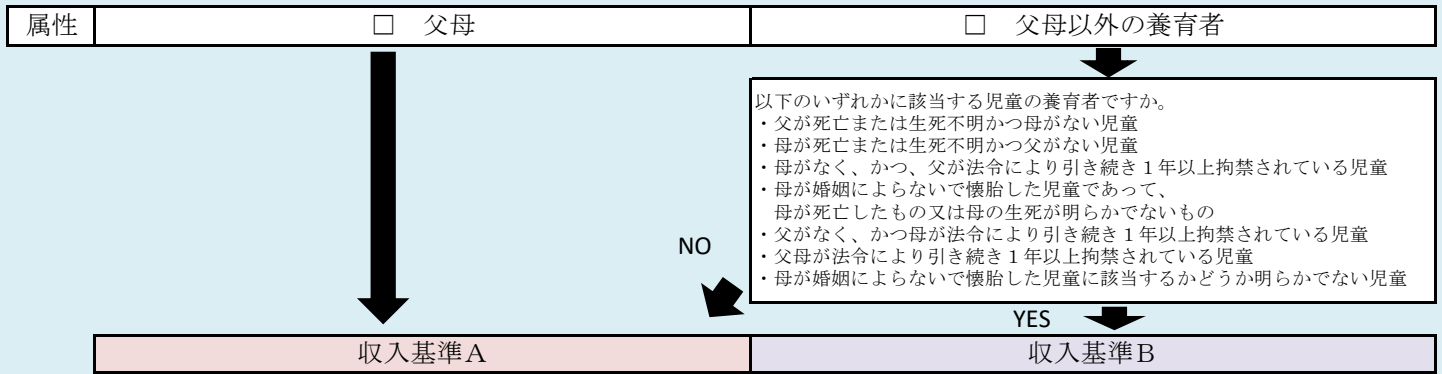 属性 □ 父母 □ 父母以外の養育者
以下のいずれかに該当する児童の養育者ですか。
・父が死亡または生死不明かつ母がない児童
・母が死亡または生死不明かつ父がない児童
・母がなく、かつ、父が法令により引き続き１年以上拘禁されている児童
・母が婚姻によらないで懐胎した児童であって、
母が死亡したもの又は母の生死が明らかでないもの
・父がなく、かつ母が法令により引き続き１年以上拘禁されている児童
・父母が法令により引き続き１年以上拘禁されている児童
・母が婚姻によらないで懐胎した児童に該当するかどうか明らかでない児童
NO
YES
収入基準Ａ 収入基準Ｂ